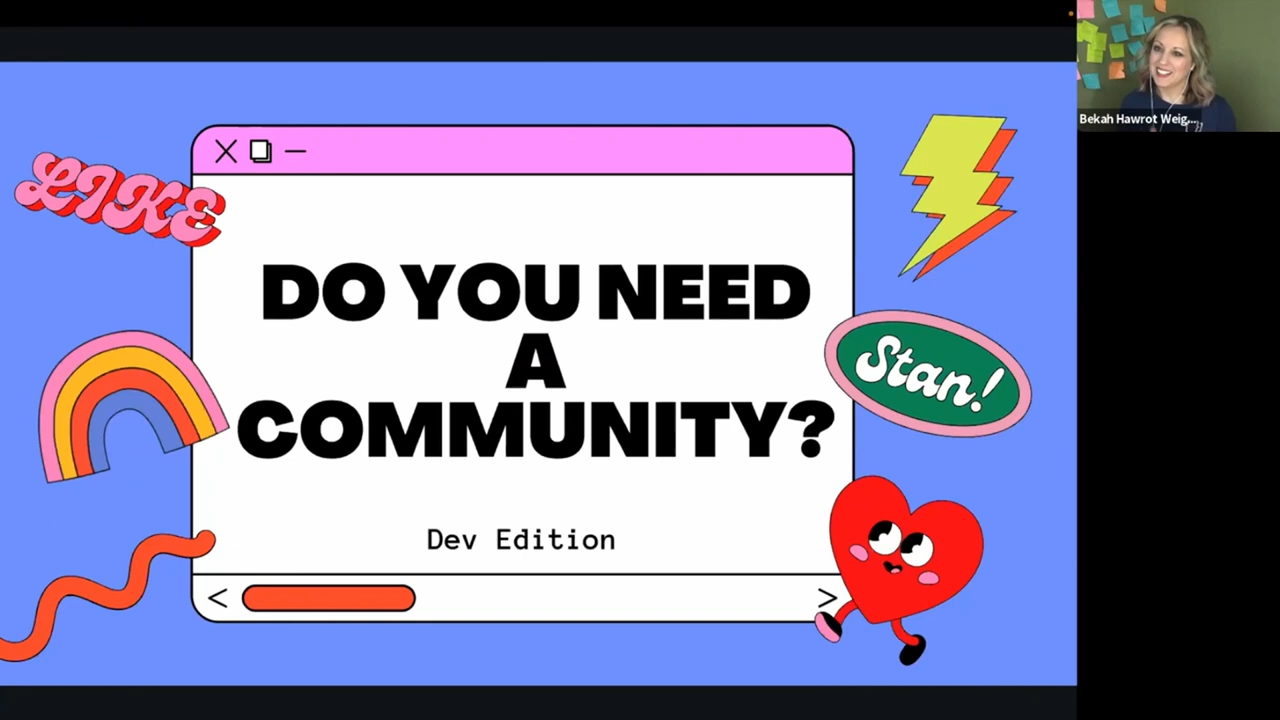 LIKE
DO YOU NEED
A
COMMUNITY?
Stan!
Dev Edition
Bekah Hawrot Weig...